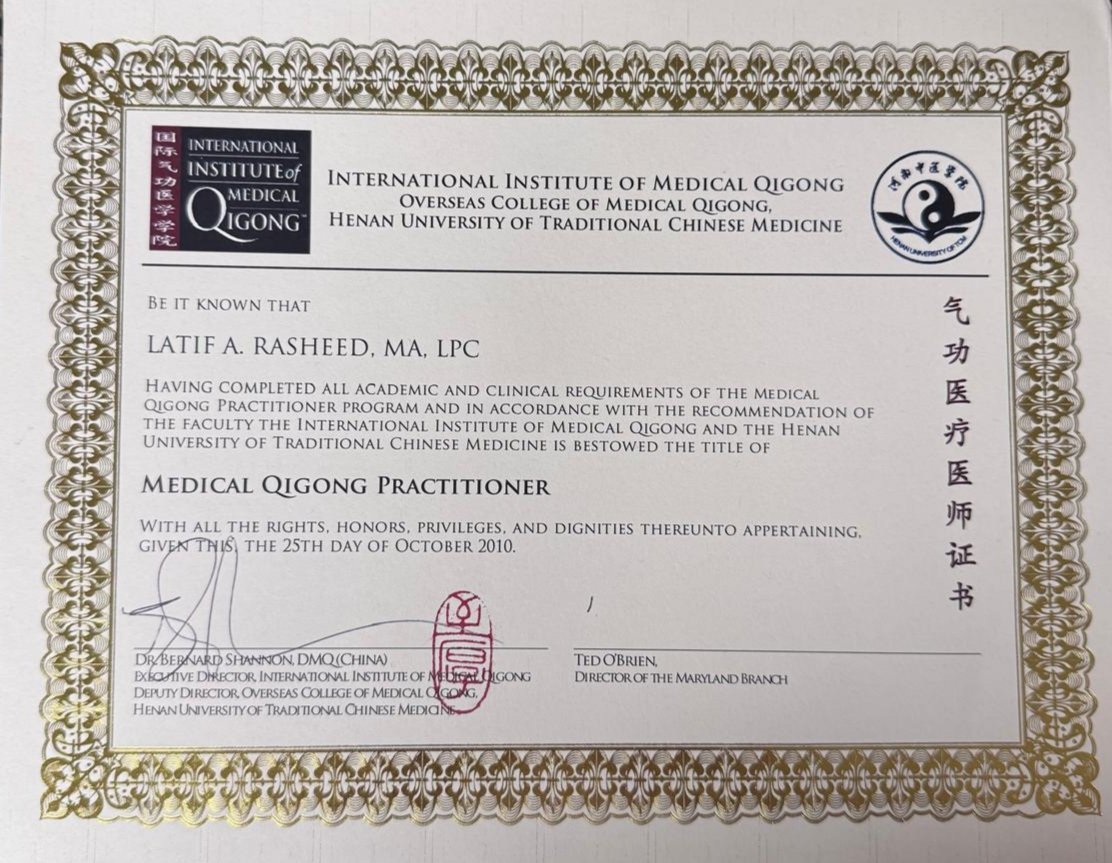 国际气功医学学院
INTERNATIONAL
INSTITUTE of
MEDICAL
QIGONG™
INTERNATIONAL INSTITUTE OF MEDICAL QIGONG
OVERSEAS COLLEGE OF MEDICAL QIGONG,
HENAN UNIVERSITY OF TRADITIONAL CHINESE MEDICINE
河南中医学院
HENAN UNIVERSITY OF TCM
BE IT KNOWN THAT
LATIF A. RASHEED, MA, LPC
HAVING COMPLETED ALL ACADEMIC AND CLINICAL REQUIREMENTS OF THE MEDICAL
QIGONG PRACTITIONER PROGRAM AND IN ACCORDANCE WITH THE RECOMMENDATION OF
THE FACULTY THE INTERNATIONAL INSTITUTE OF MEDICAL QIGONG AND THE HENAN
UNIVERSITY OF TRADITIONAL CHINESE MEDICINE IS BESTOWED THE TITLE OF
MEDICAL QIGONG PRACTITIONER
WITH ALL THE RIGHTS, HONORS, PRIVILEGES, AND DIGNITIES THEREUNTO APPERTAINING,
GIVEN THIS, THE 25TH DAY OF OCTOBER 2010.
气功医疗医师证书
DR. BERNARD SHANNON, DMQ (CHINA)
EXECUTIVE DIRECTOR, INTERNATIONAL INSTITUTE OF MEDICAL QIGONG
DEPUTY DIRECTOR, OVERSEAS COLLEGE OF MEDICAL QIGONG,
HENAN UNIVERSITY OF TRADITIONAL CHINESE MEDICINE
TED O'BRIEN,
DIRECTOR OF THE MARYLAND BRANCH